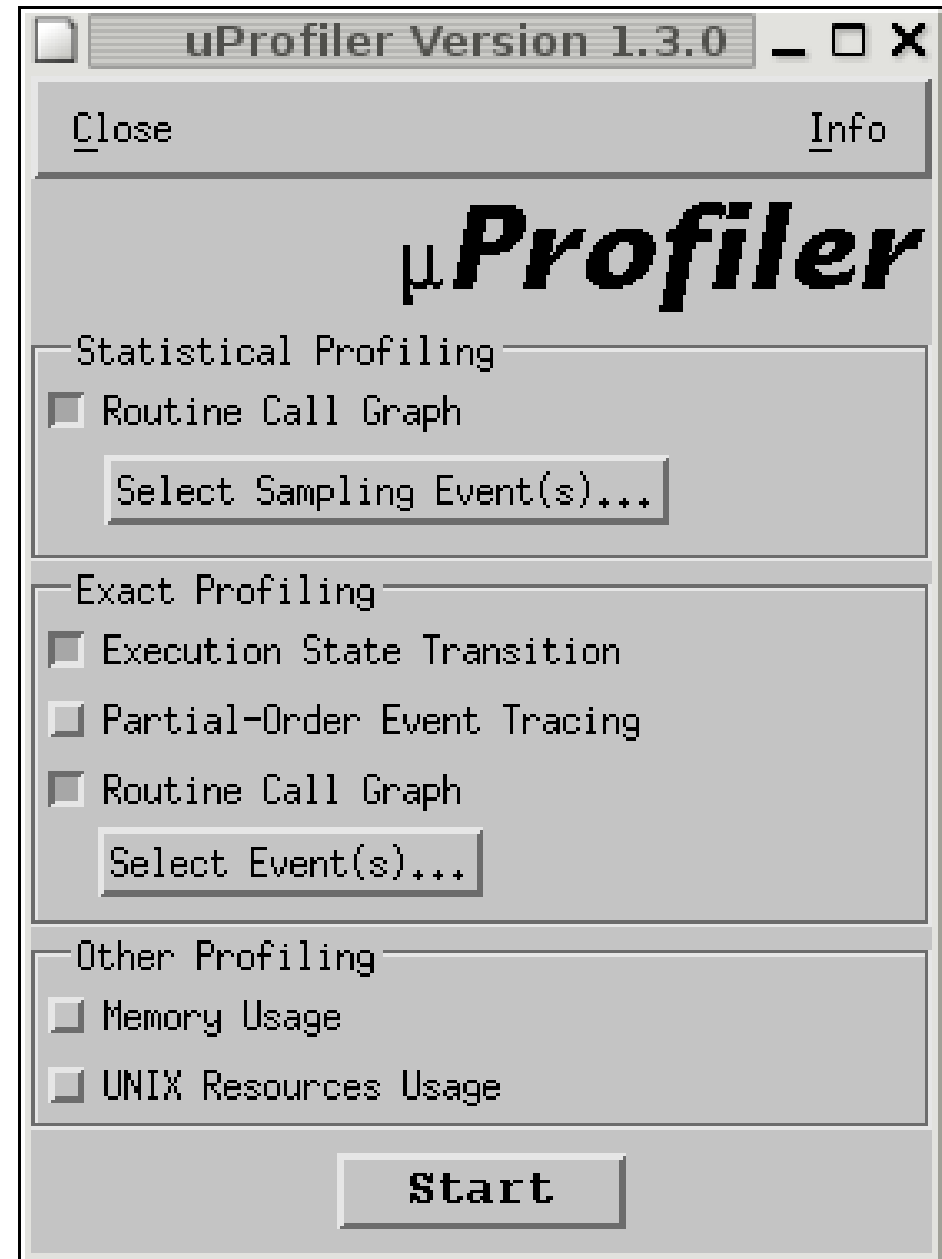 uProfiler Version 1.3.0
Close Info
μProfiler
Statistical Profiling
Routine Call Graph
Select Sampling Event(s)...
Exact Profiling
Execution State Transition
Partial-Order Event Tracing
Routine Call Graph
Select Event(s)...
Other Profiling
Memory Usage
UNIX Resources Usage
Start